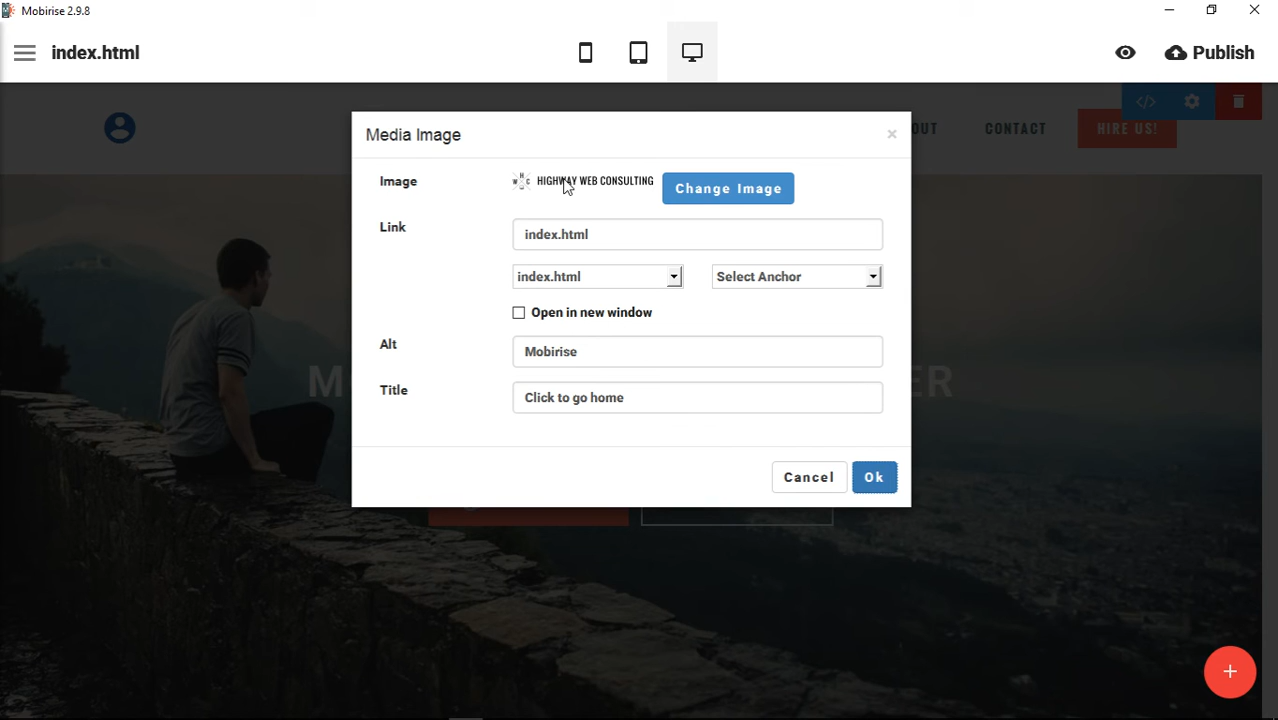 Mobirise 2.9.8
index.html
Publish
OUT
CONTACT
HIRE US!
Media Image
Image
HIGHWAY WEB CONSULTING
Change Image
Link
index.html
index.html
Select Anchor
Open in new window
Alt
Mobirise
Title
Click to go home
Cancel
Ok
M
ER